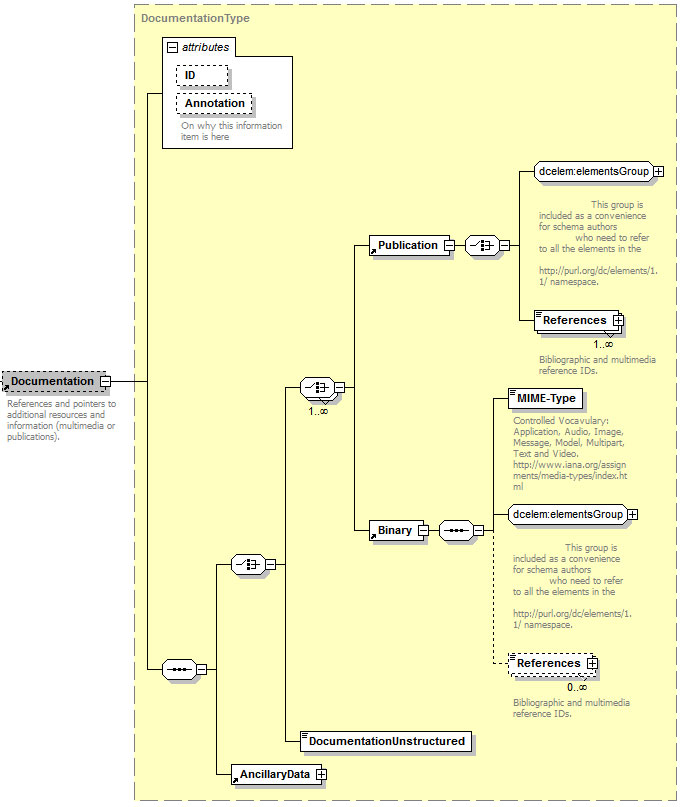 DocumentationType
attributes
ID
Annotation
On why this information
item is here
dcelem:elementsGroup
This group is
included as a convenience
for schema authors
who need to refer
to all the elements in the
http://purl.org/dc/elements/1.
1/ namespace.
Publication
References
1..∞
Bibliographic and multimedia
reference IDs.
Documentation
References and pointers to
additional resources and
information (multimedia or
publications).
1..∞
MIME-Type
Controlled Vocavulary:
Application, Audio, Image,
Message, Model, Multipart,
Text and Video.
http://www.iana.org/assign
ments/media-types/index.ht
ml
dcelem:elementsGroup
Binary
This group is
included as a convenience
for schema authors
who need to refer
to all the elements in the
http://purl.org/dc/elements/1.
1/ namespace.
References
0..∞
Bibliographic and multimedia
reference IDs.
DocumentationUnstructured
AncillaryData